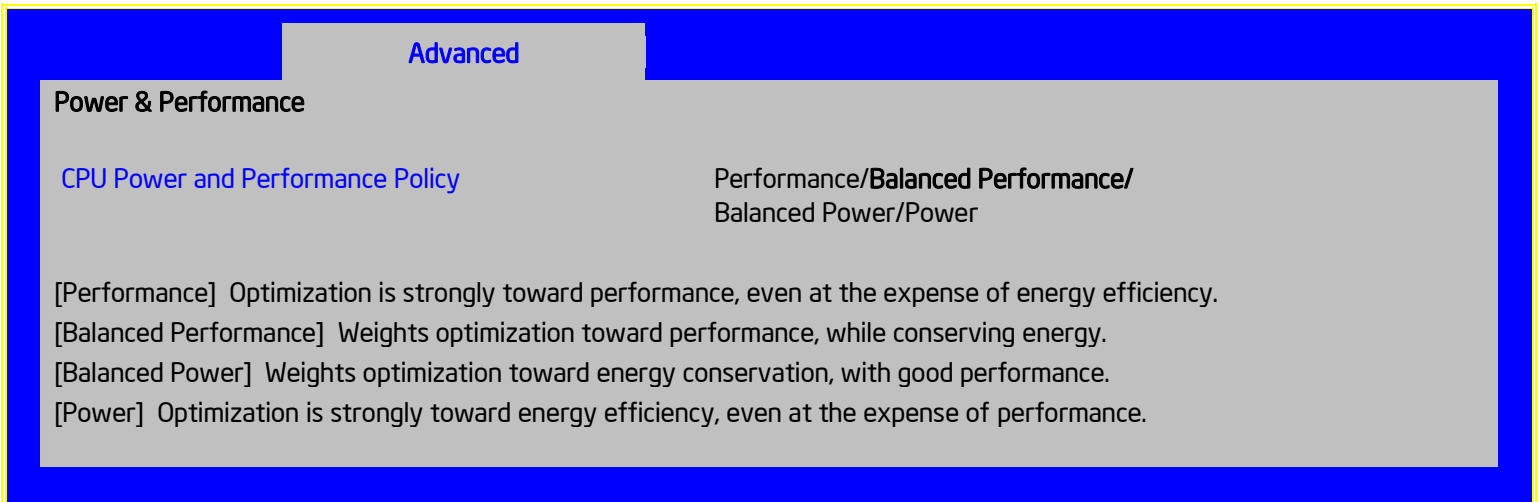 Advanced
Power & Performance
CPU Power and Performance Policy Performance/Balanced Performance/
Balanced Power/Power
[Performance] Optimization is strongly toward performance, even at the expense of energy efficiency.
[Balanced Performance] Weights optimization toward performance, while conserving energy.
[Balanced Power] Weights optimization toward energy conservation, with good performance.
[Power] Optimization is strongly toward energy efficiency, even at the expense of performance.